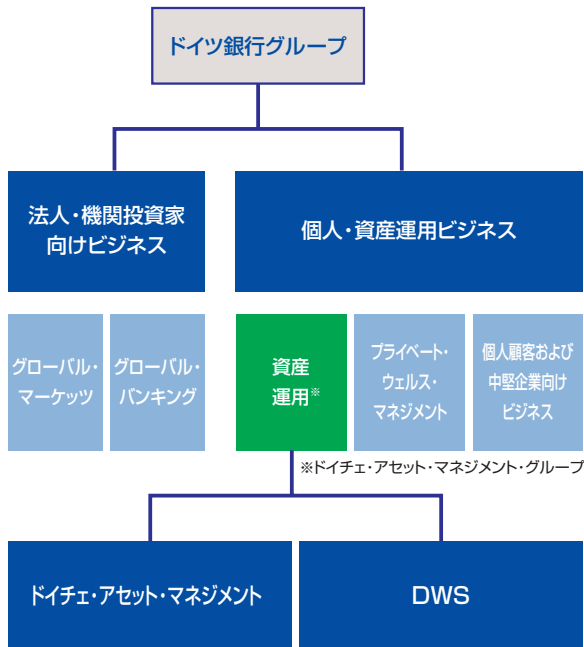 ドイツ銀行グループ
法人・機関投資家
向けビジネス
個人・資産運用ビジネス
グローバル・
マーケッツ
グローバル・
バンキング
資産
運用※
プライベート・
ウェルス・
マネジメント
個人顧客および
中堅企業向け
ビジネス
※ドイチェ・アセット・マネジメント・グループ
ドイチェ・アセット・マネジメント
DWS